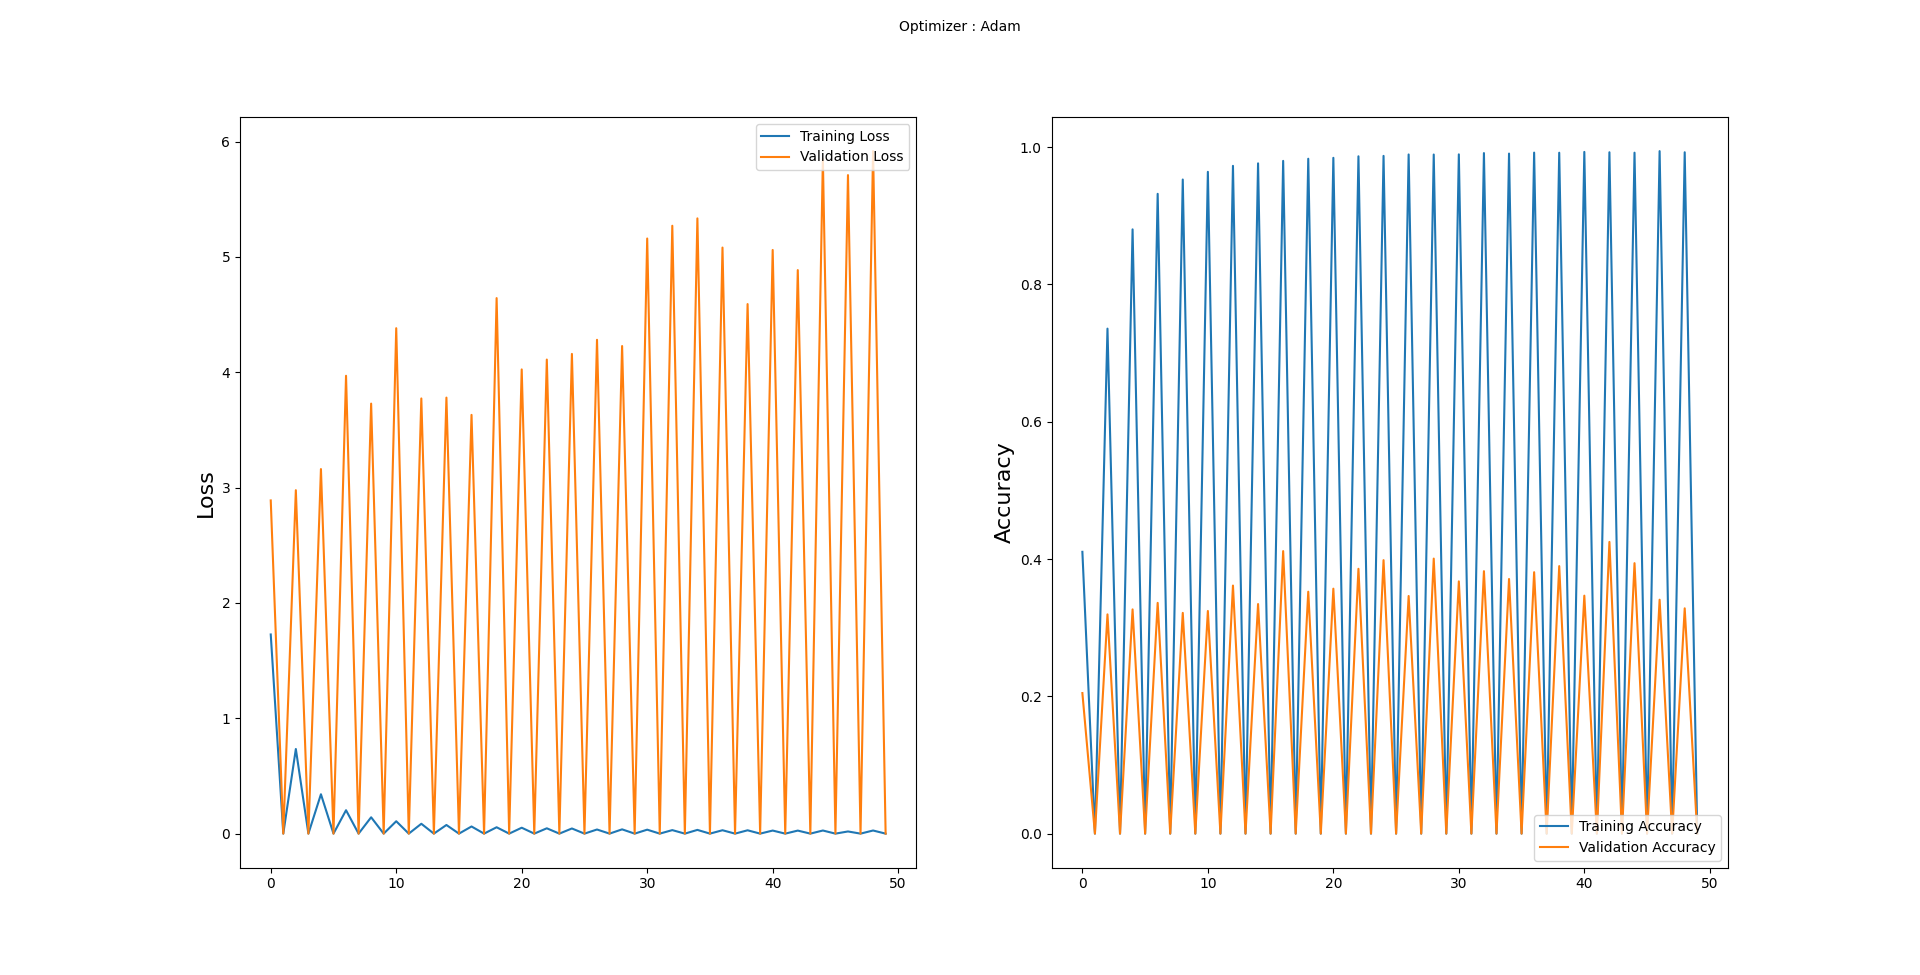 Optimizer : Adam
Loss
6
5
4
3
2
1
0
0 10 20 30 40 50
Training Loss
Validation Loss
Accuracy
1.0
0.8
0.6
0.4
0.2
0.0
0 10 20 30 40 50
Training Accuracy
Validation Accuracy